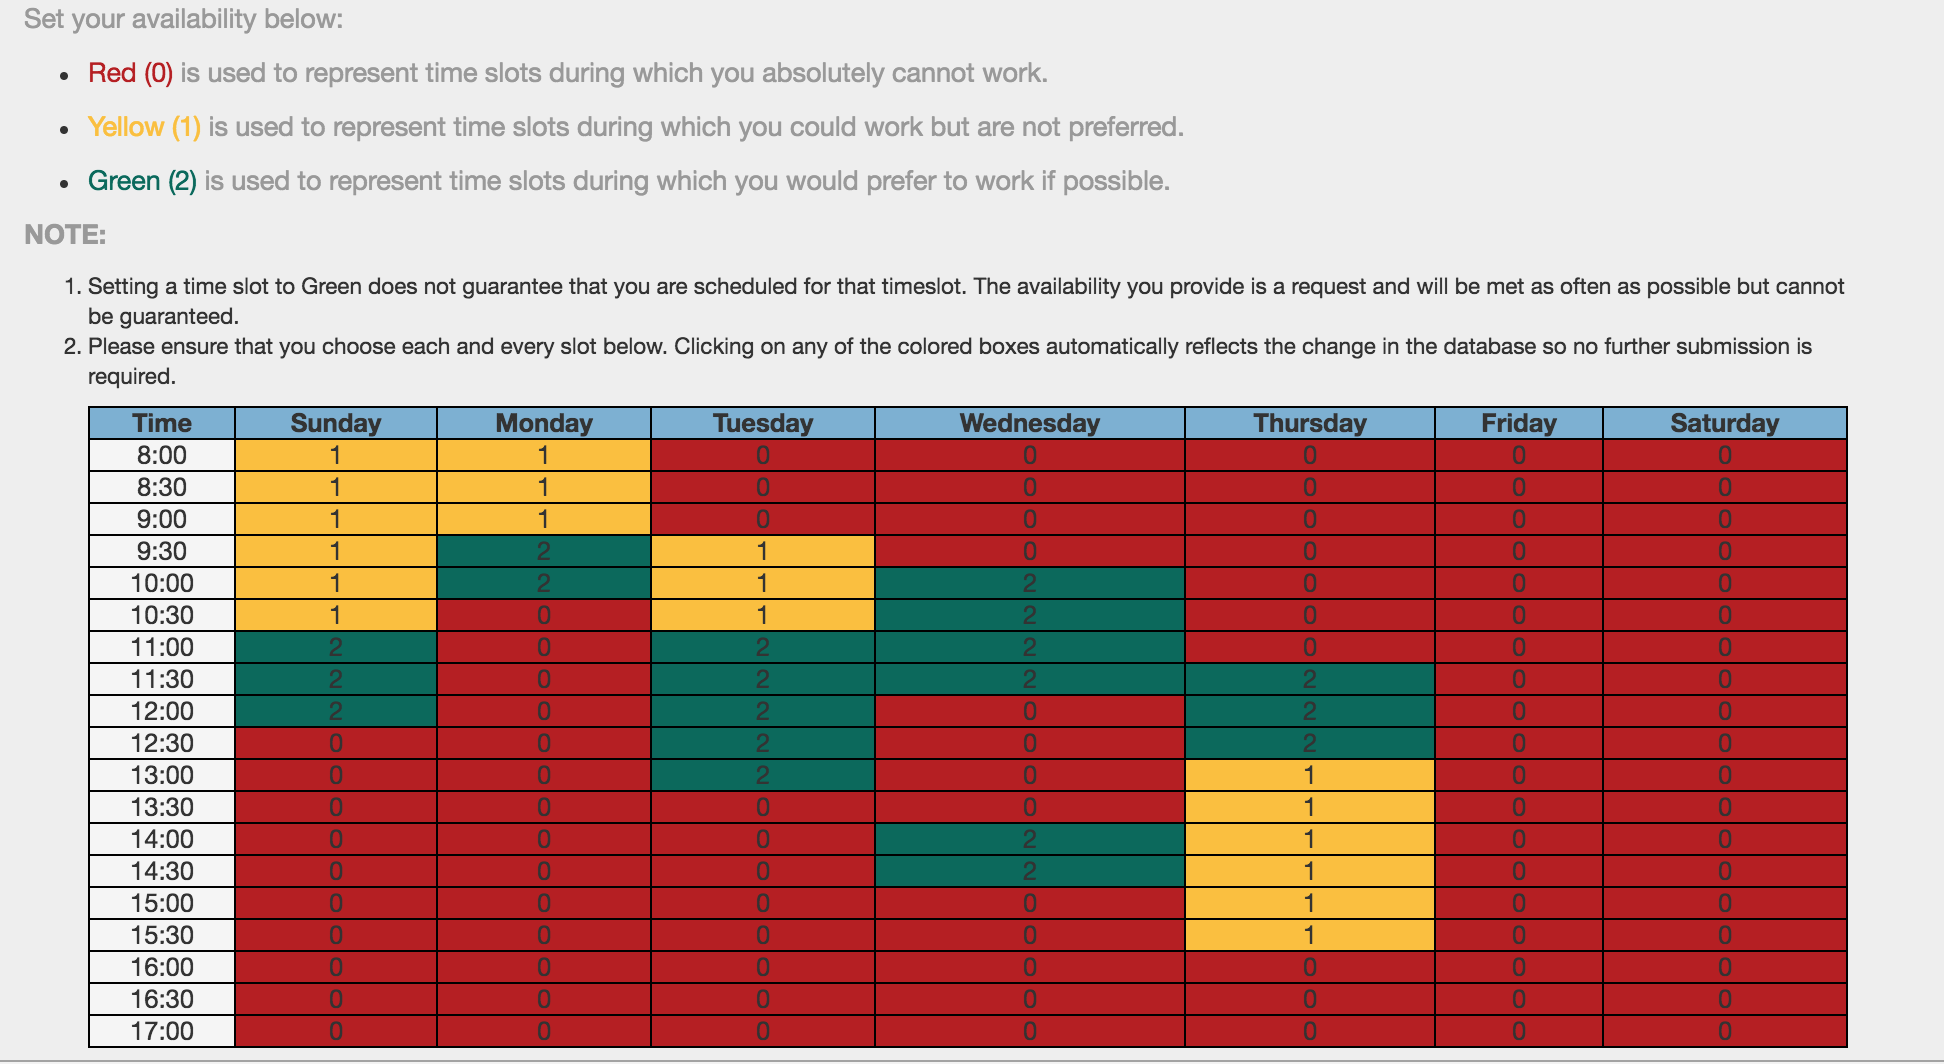 Set your availability below:
• Red (0) is used to represent time slots during which you absolutely cannot work.
• Yellow (1) is used to represent time slots during which you could work but are not preferred.
• Green (2) is used to represent time slots during which you would prefer to work if possible.
NOTE:
1. Setting a time slot to Green does not guarantee that you are scheduled for that timeslot. The availability you provide is a request and will be met as often as possible but cannot
be guaranteed.
2. Please ensure that you choose each and every slot below. Clicking on any of the colored boxes automatically reflects the change in the database so no further submission is
required.
Time Sunday Monday Tuesday Wednesday Thursday Friday Saturday
8:00 1 1 0 0 0 0 0
8:30 1 1 0 0 0 0 0
9:00 1 1 0 0 0 0 0
9:30 1 2 1 0 0 0 0
10:00 1 2 1 2 0 0 0
10:30 1 0 1 2 0 0 0
11:00 2 0 2 2 0 0 0
11:30 2 0 2 2 2 0 0
12:00 2 0 2 0 2 0 0
12:30 0 0 2 0 2 0 0
13:00 0 0 2 0 1 0 0
13:30 0 0 0 0 1 0 0
14:00 0 0 0 2 1 0 0
14:30 0 0 0 2 1 0 0
15:00 0 0 0 0 1 0 0
15:30 0 0 0 0 1 0 0
16:00 0 0 0 0 0 0 0
16:30 0 0 0 0 0 0 0
17:00 0 0 0 0 0 0 0